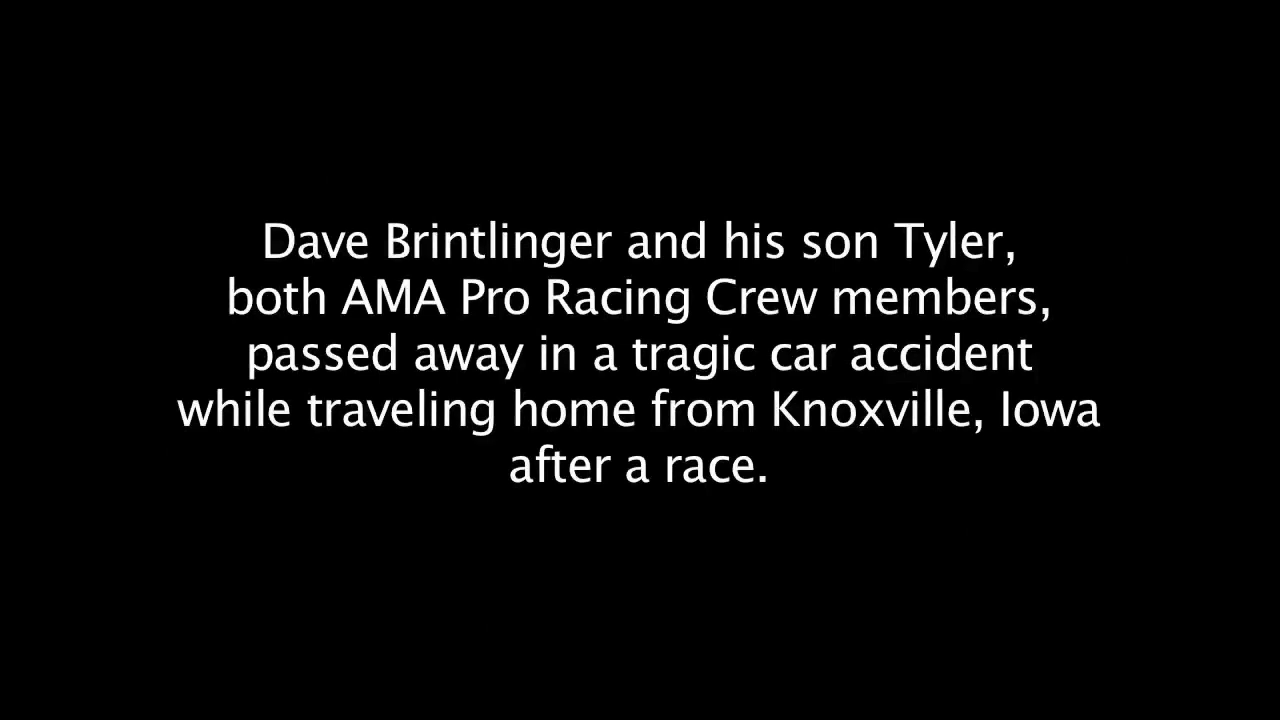 Dave Brintlinger and his son Tyler,
both AMA Pro Racing Crew members,
passed away in a tragic car accident
while traveling home from Knoxville, Iowa
after a race.